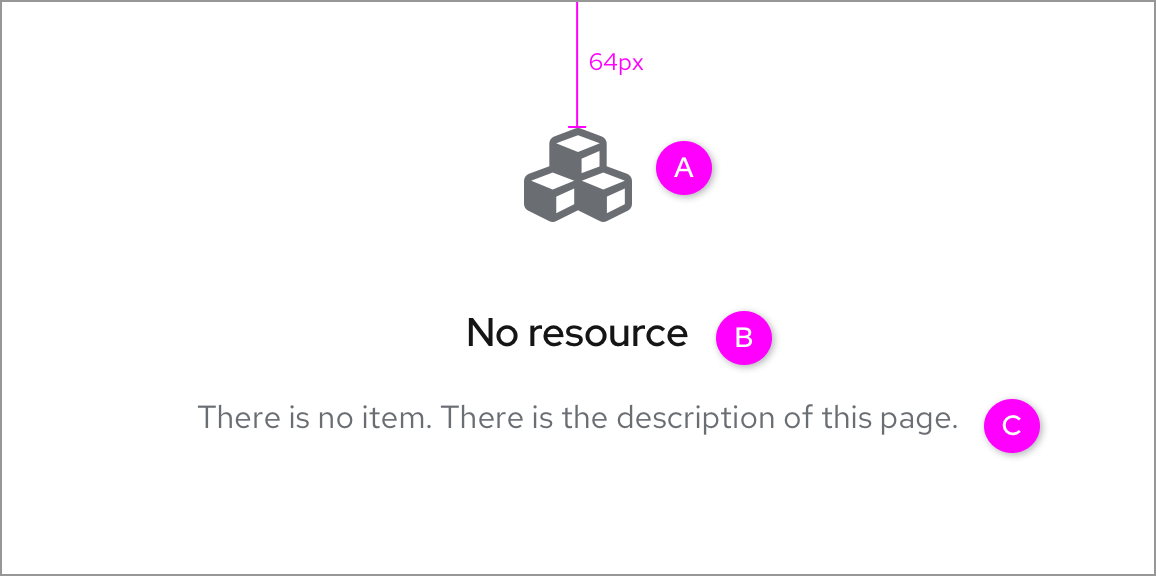 64px
A
No resource B
There is no item. There is the description of this page. C